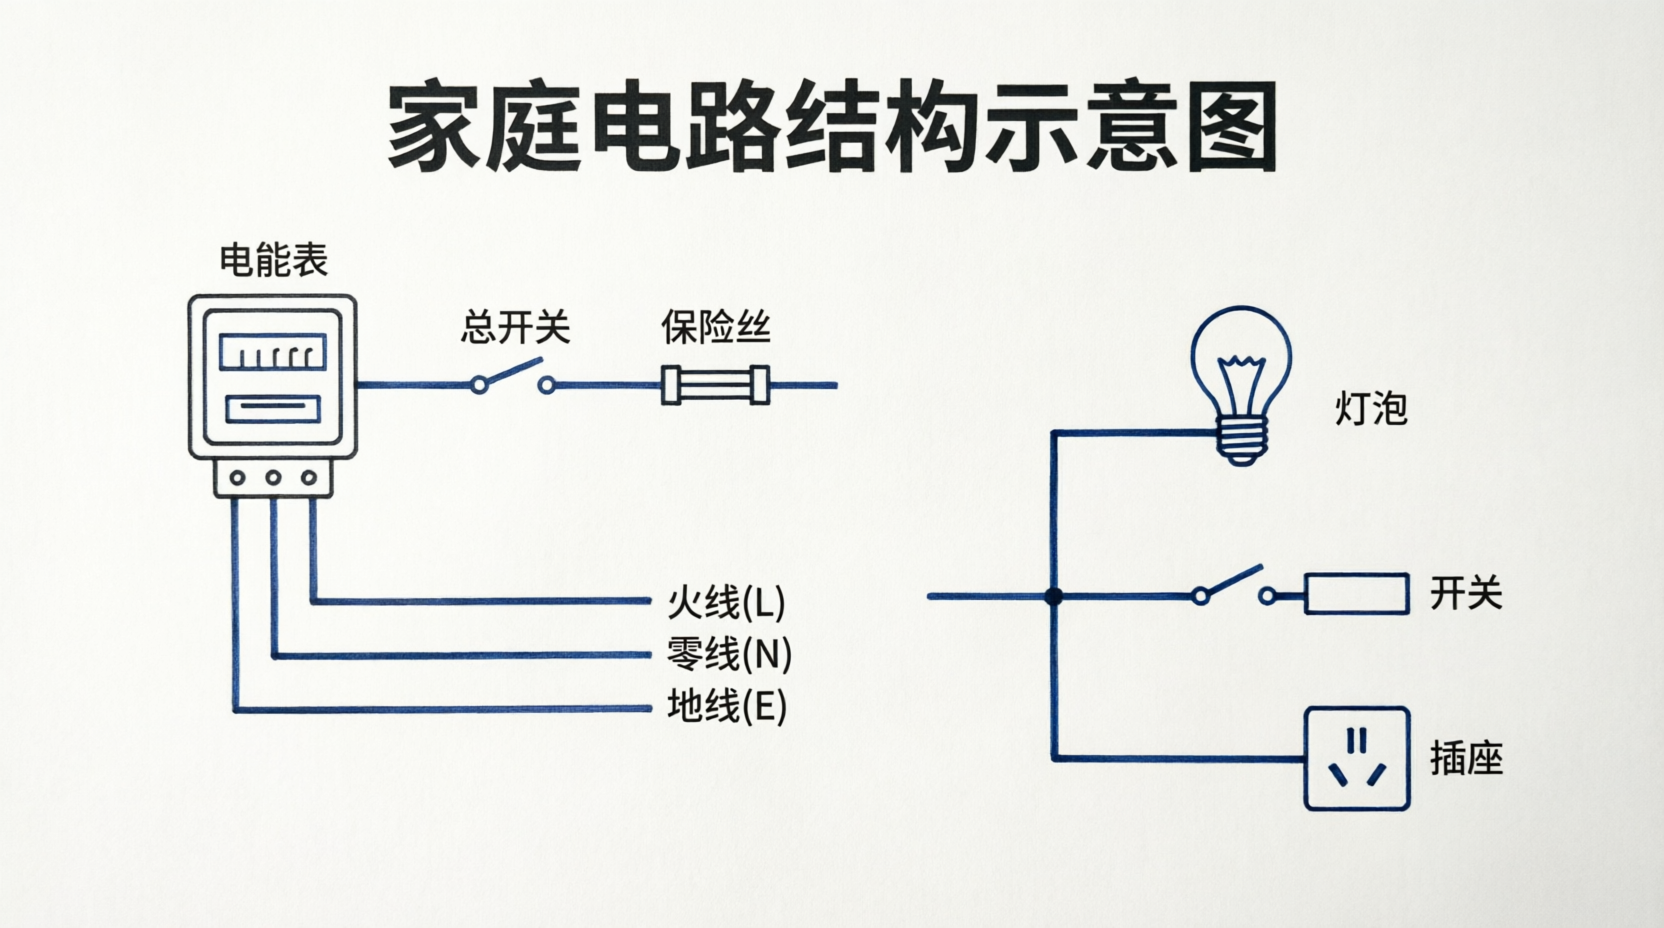 家庭电路结构示意图
电能表
总开关
保险丝
灯泡
火线(L)
零线(N)
地线(E)
开关
插座